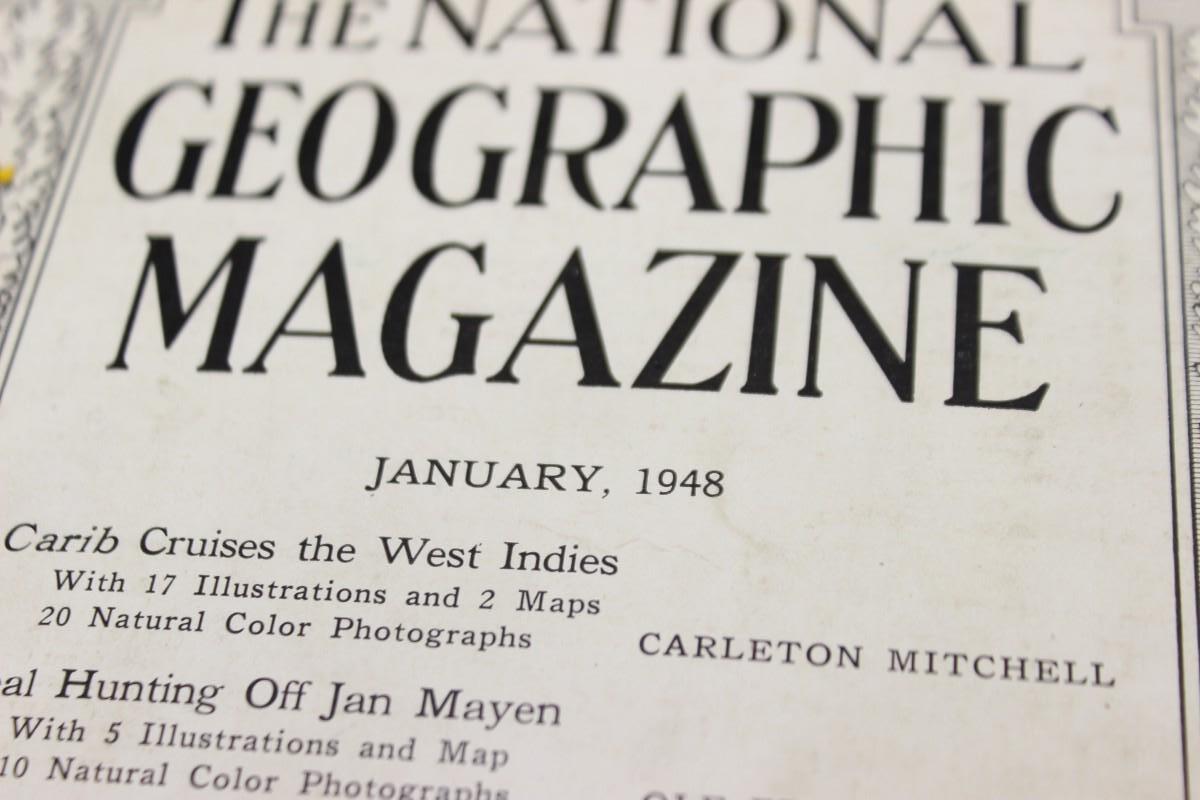 THE NATIONAL
GEOGRAPHIC
MAGAZINE
JANUARY, 1948
Carib Cruises the West Indies
With 17 Illustrations and 2 Maps
20 Natural Color Photographs
CARLETON MITCHELL
eal Hunting Off Jan Mayen
With 5 Illustrations and Map
10 Natural Color Photographs